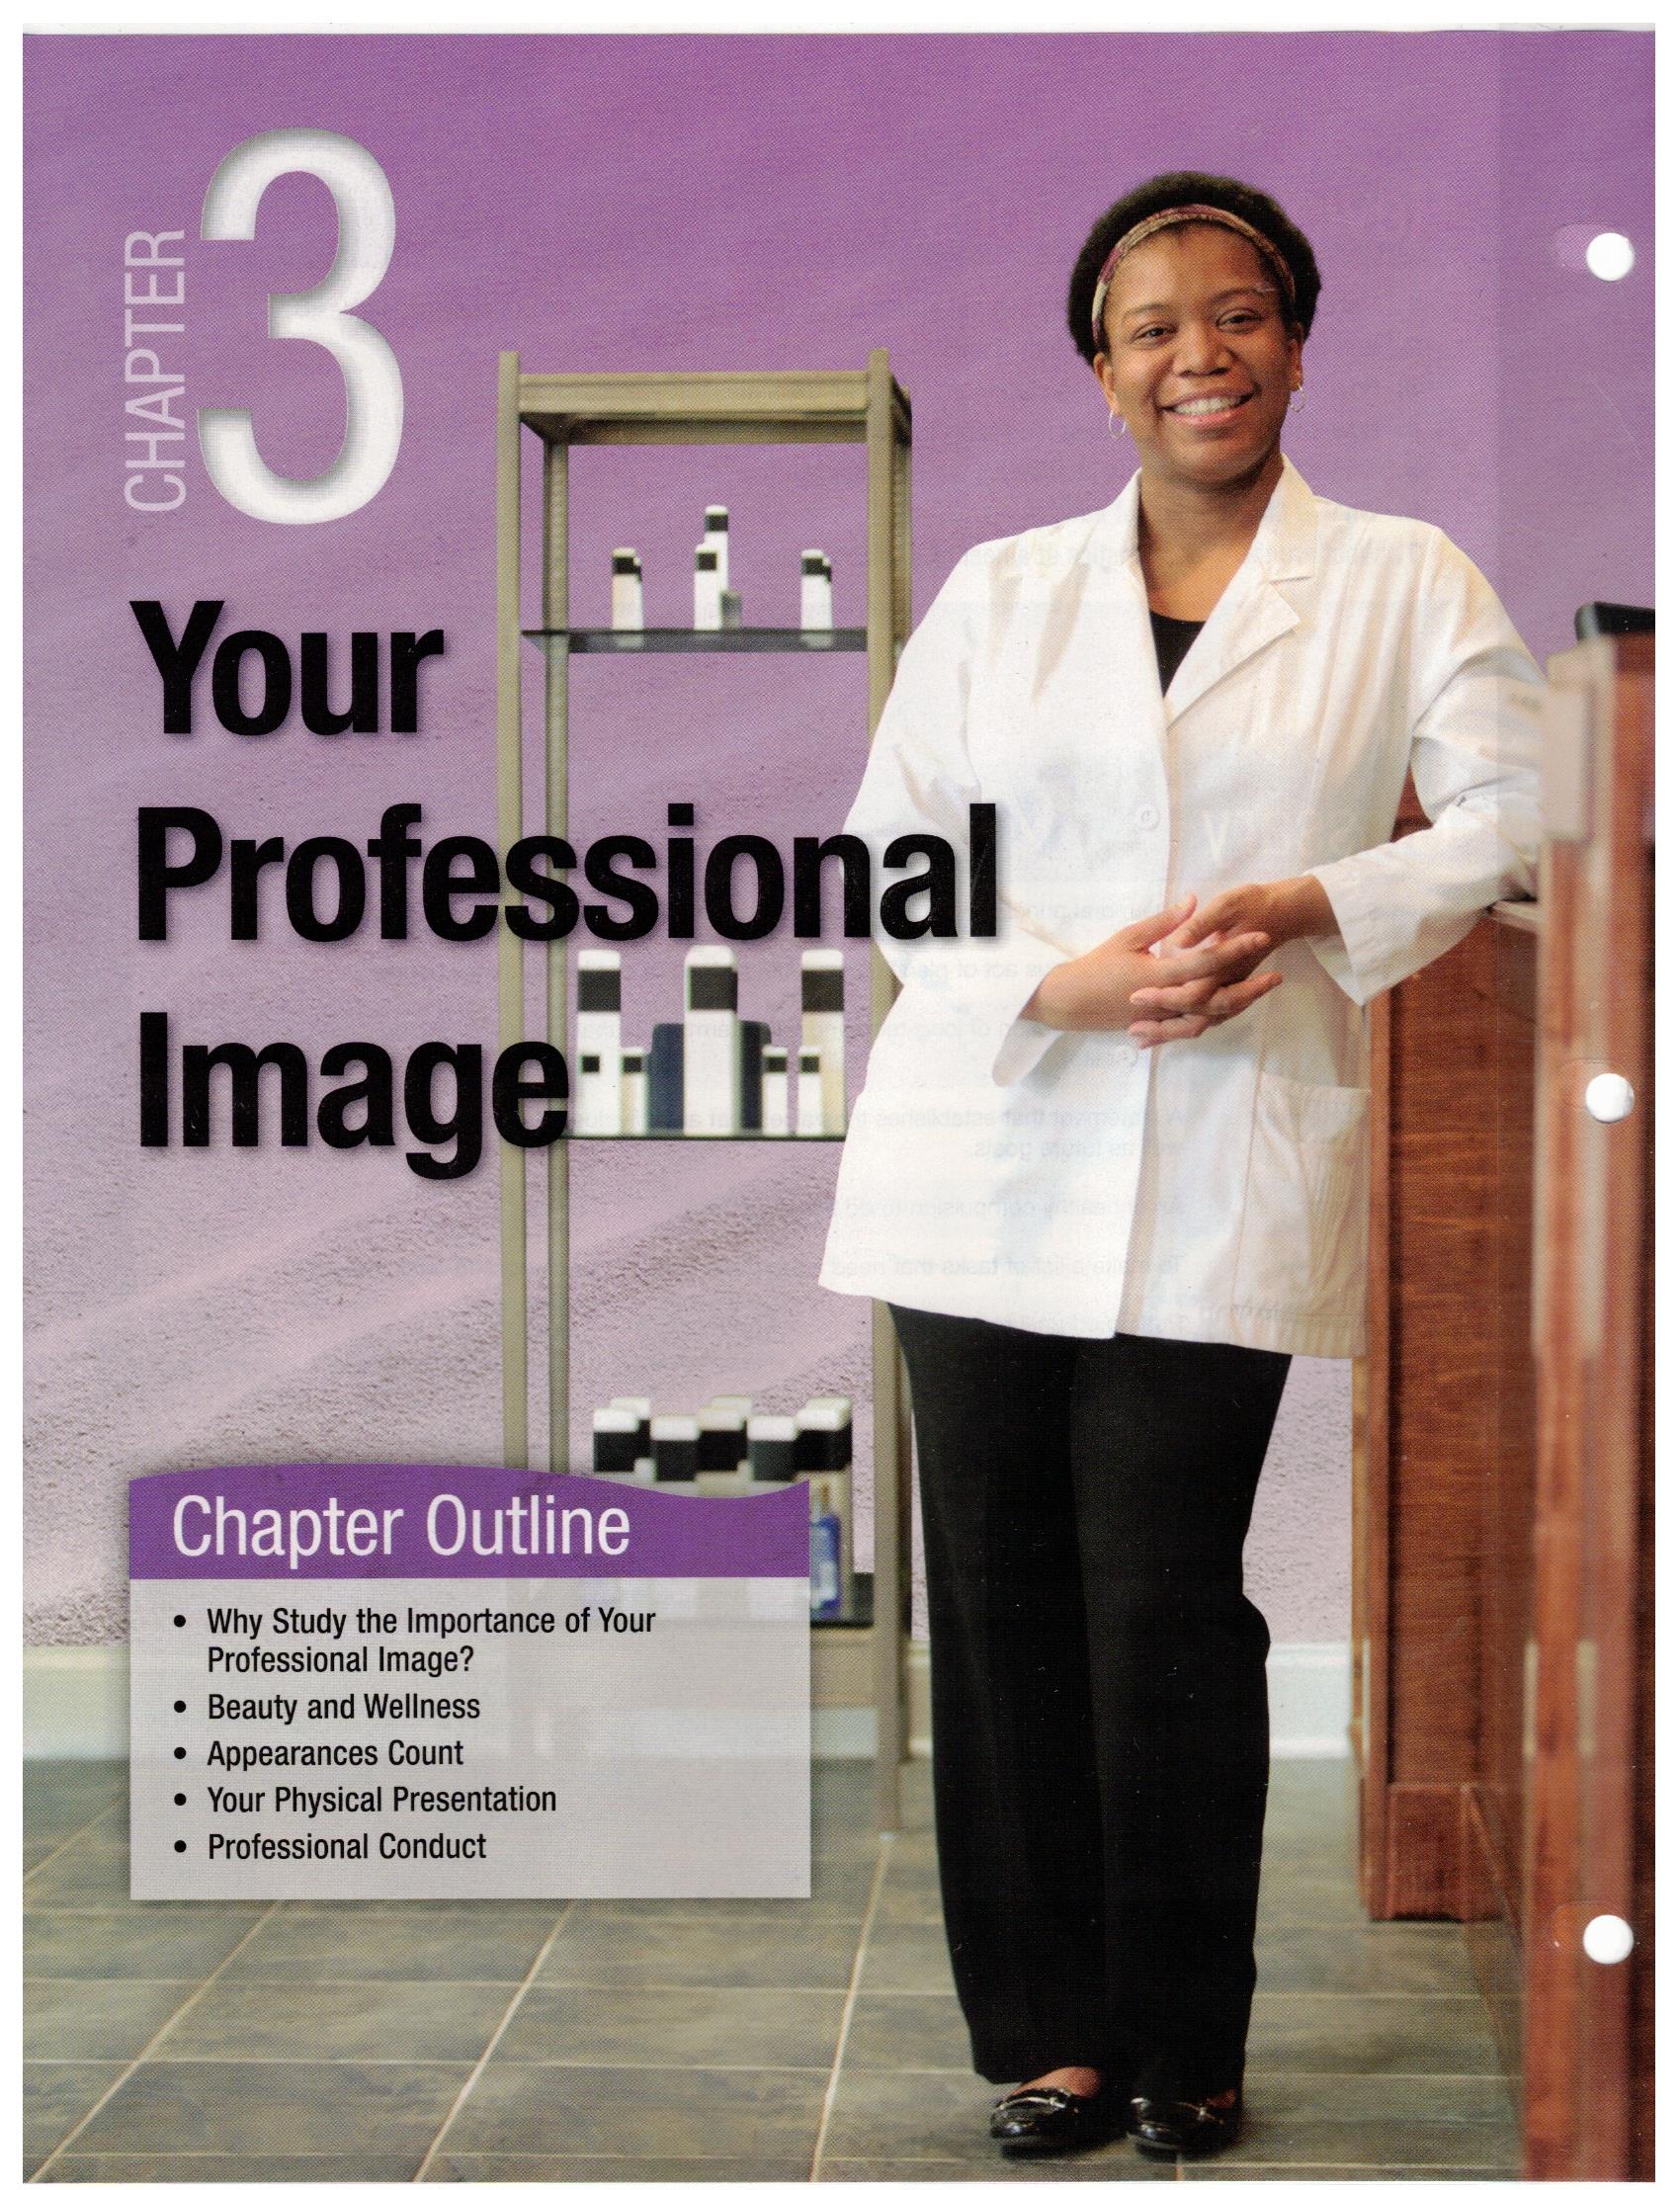 CHAPTER
3
Your
Professional
Image
Chapter Outline
• Why Study the Importance of Your
Professional Image?
• Beauty and Wellness
• Appearances Count
• Your Physical Presentation
• Professional Conduct